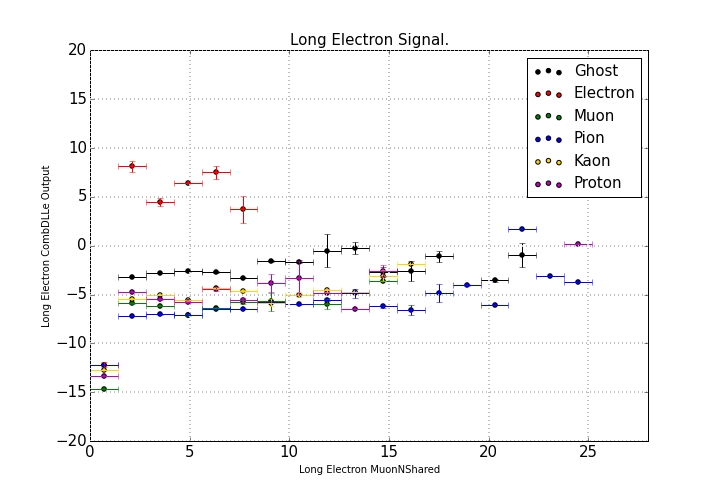 Long Electron Signal.
20
15
10
5
0
−5
−10
−15
−20
0
5
10
15
20
25
Long Electron CombDLLe Output
Long Electron MuonNShared
Ghost
Electron
Muon
Pion
Kaon
Proton